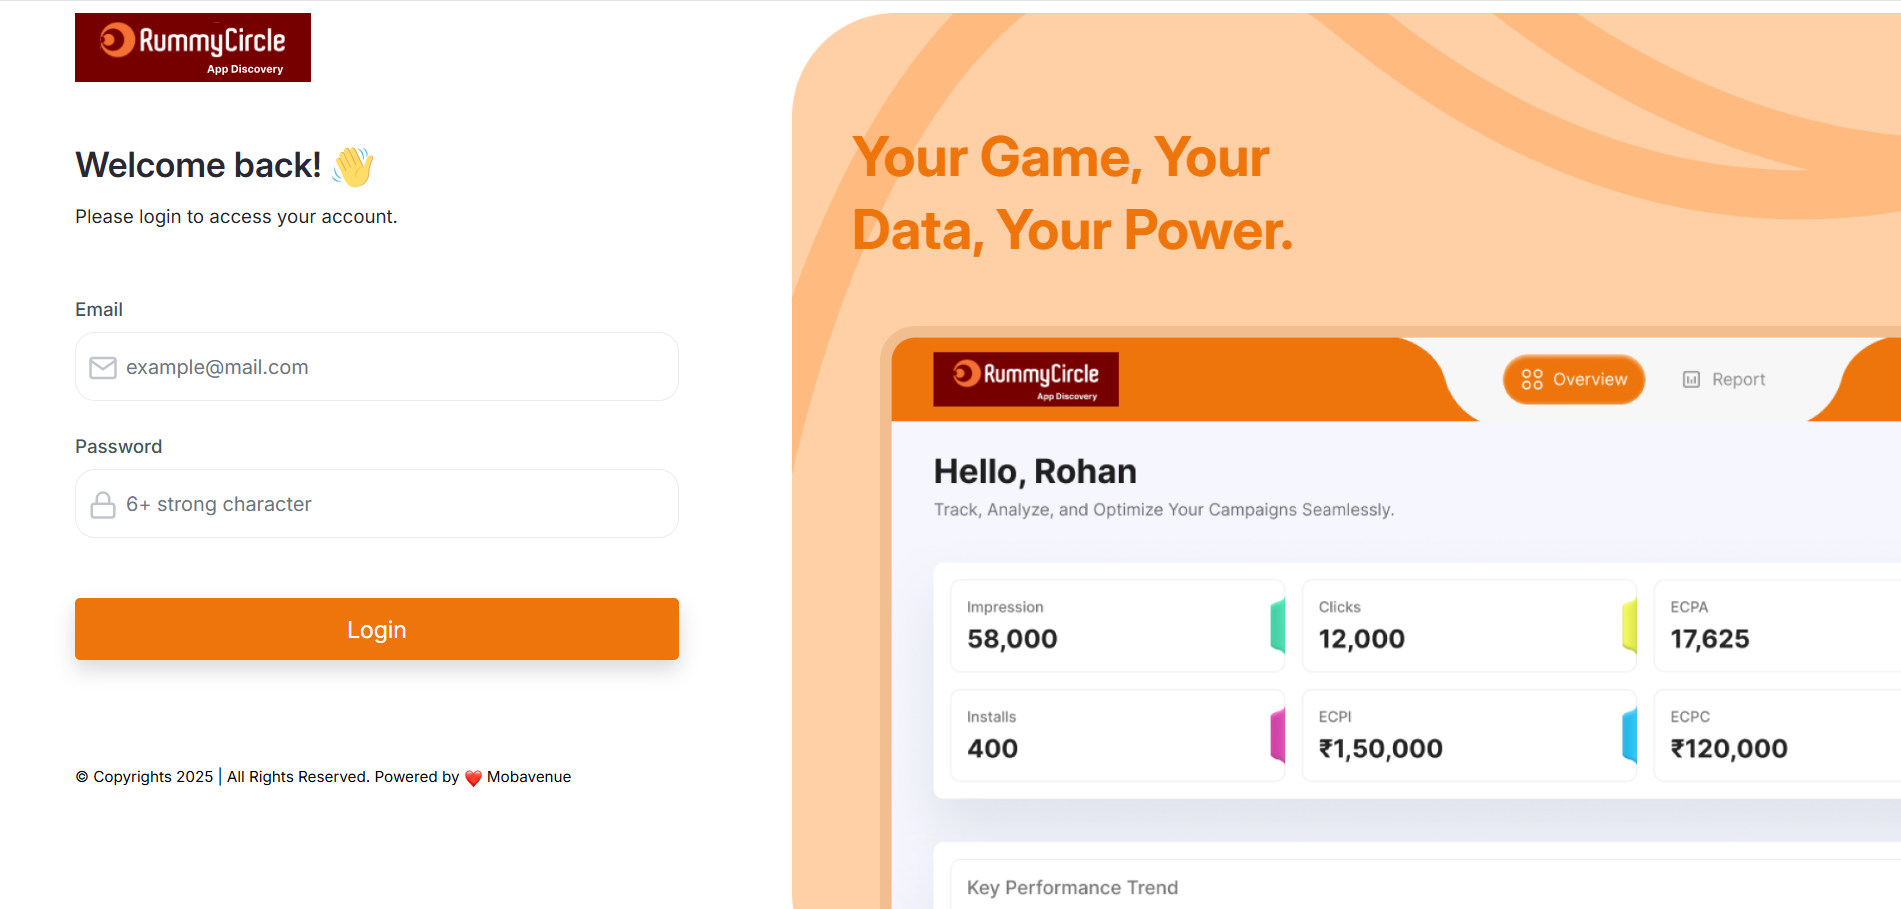 RummyCircle
App Discovery
Welcome back! 👋
Please login to access your account.
Email
example@mail.com
Password
6+ strong character
Login
© Copyrights 2025 | All Rights Reserved. Powered by ❤️ Mobavenue
Your Game, Your
Data, Your Power.
RummyCircle
App Discovery
Overview
Report
Hello, Rohan
Track, Analyze, and Optimize Your Campaigns Seamlessly.
Impression
58,000
Clicks
12,000
ECPA
17,625
Installs
400
ECPI
₹1,50,000
ECPC
₹120,000
Key Performance Trend